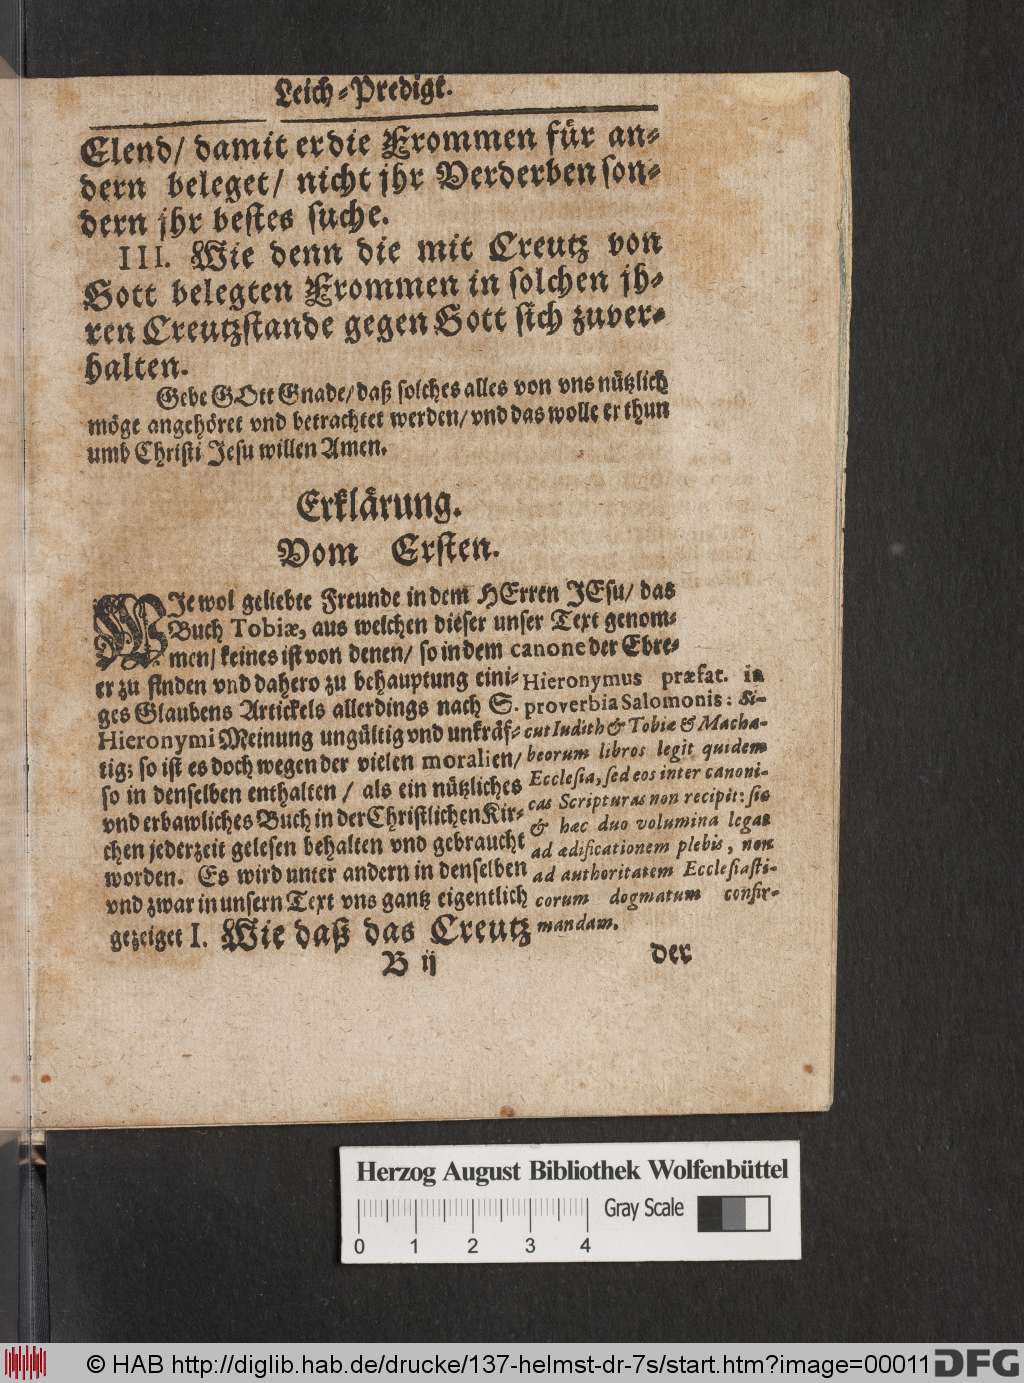 Leich-Predigt.
Elend/ damit er die Frommen für an-
dern beleget/ nicht jhr Verderben son-
dern jhr bestes suche.
III. Wie denn die mit Creutz von
Gott belegten Frommen in solchen jh-
ren Creutzstande gegen Gott sich zuver-
halten.
Gebe GOtt Gnade/ daß solches alles von vns nützlich
möge angehöret vnd betrachtet werden/ vnd das wolle er thun
umb Christi Jesu willen Amen.
Erklärung.
Vom Ersten.
WJe wol geliebte Freunde in dem HErren JEsu/ das
Buch Tobiæ, aus welchen dieser unser Text genom-
men/ keines ist von denen/ so in dem canone der Ebre-
er zu finden vnd dahero zu behauptung eini-
ges Glaubens Artickels allerdings nach S.
Hieronymi Meinung ungültig vnd unkräf-
tig; so ist es doch wegen der vielen moralien/
so in denselben enthalten/ als ein nützliches
vnd erbawliches Buch in der Christlichen Kir-
chen jederzeit gelesen behalten vnd gebraucht
worden. Es wird unter andern in denselben
vnd zwar in unsern Text vns gantz eigentlich
gezeiget I. Wie daß das Creutz
Hieronymus præfat. in
proverbia Salomonis: Si-
cut Iudith & Tobiæ & Macha-
beorum libros legit quidem
Ecclesia, sed eos inter canoni-
cas Scripturas non recipit: sic
& hæc duo volumina legat
ad ædificationem plebis, non
ad authoritatem Ecclesiasti-
corum dogmatum confir-
mandam.
B ij
der
Herzog August Bibliothek Wolfenbüttel
Gray Scale
0 1 2 3 4
© HAB http://diglib.hab.de/drucke/137-helmst-dr-7s/start.htm?image=00011
DFG